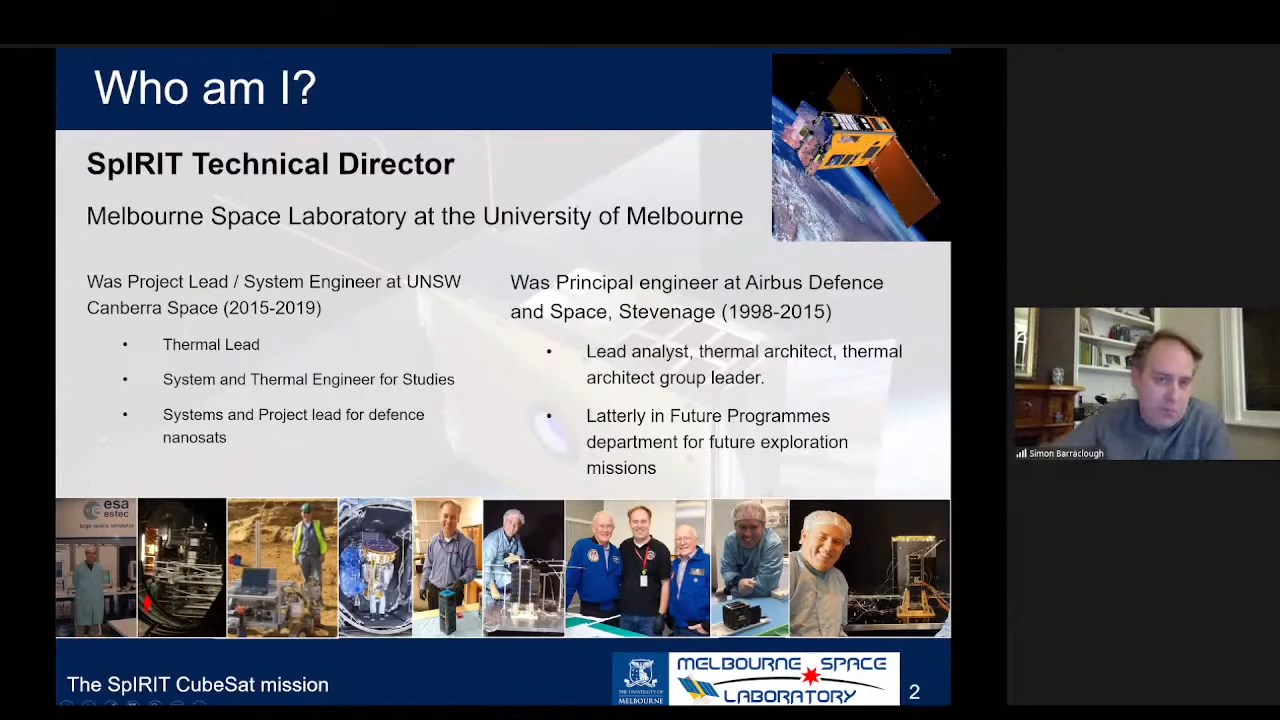 Who am I?
SpIRIT Technical Director
Melbourne Space Laboratory at the University of Melbourne
Was Project Lead / System Engineer at UNSW
Canberra Space (2015-2019)
• Thermal Lead
• System and Thermal Engineer for Studies
• Systems and Project lead for defence
nanosats
Was Principal engineer at Airbus Defence
and Space, Stevenage (1998-2015)
• Lead analyst, thermal architect, thermal
architect group leader.
• Latterly in Future Programmes
department for future exploration
missions
esa
estec
large space simulator
The SpIRIT CubeSat mission
THE UNIVERSITY OF
MELBOURNE
MELBOURNE SPACE
LABORATORY
2
Simon Barraclough